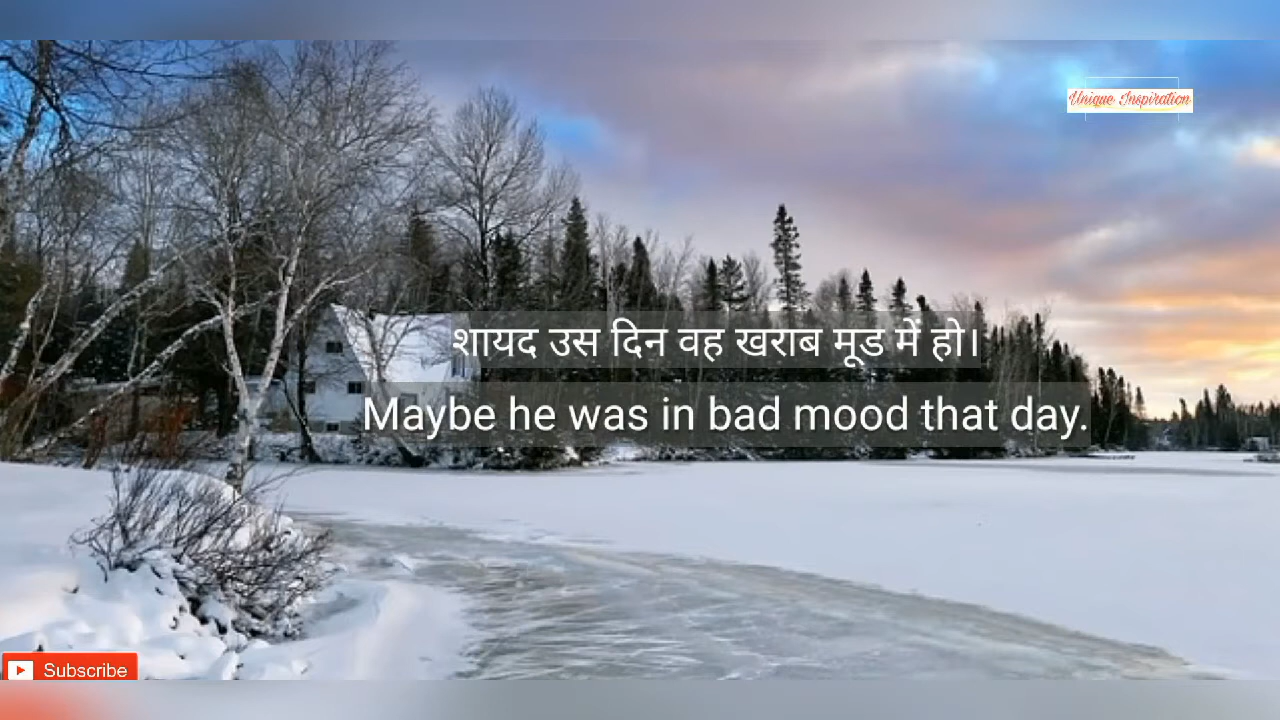 Unique Inspiration
शायद उस दिन वह खराब मूड में हो।
Maybe he was in bad mood that day.
Subscribe